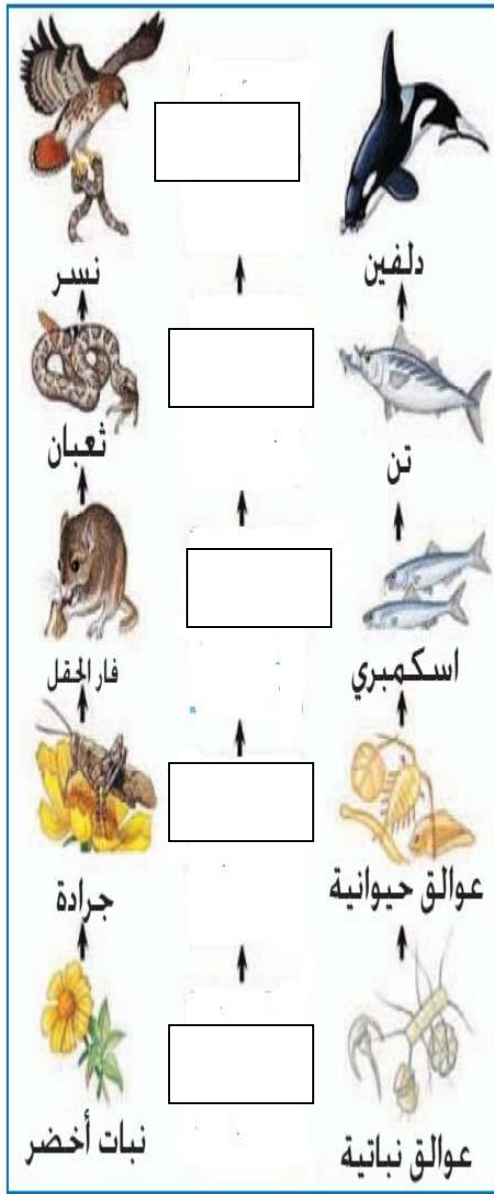 دلفين
نسر
تن
ثعبان
اسكمبري
فار الحقل
عوالق حيوانية
جرادة
عوالق نباتية
نبات أخضر